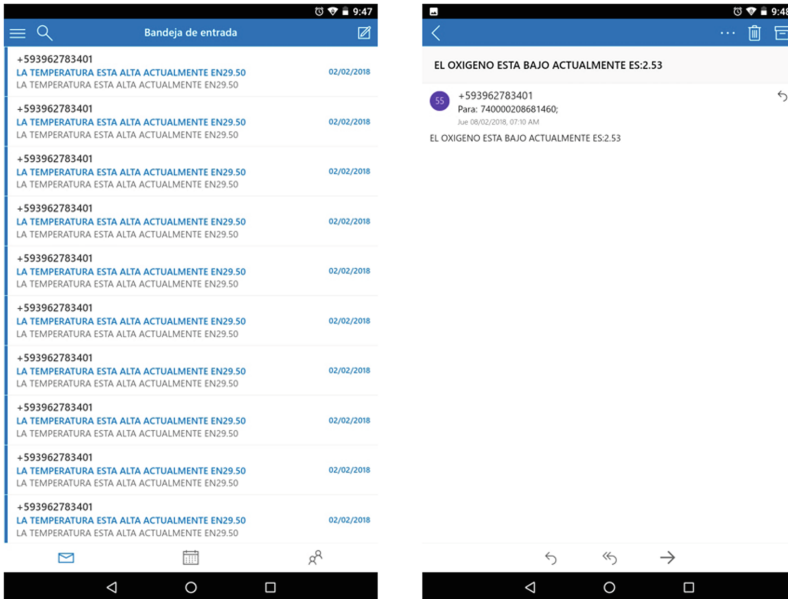 9:47
Bandeja de entrada
+593962783401
LA TEMPERATURA ESTA ALTA ACTUALMENTE EN29.50
02/02/2018
LA TEMPERATURA ESTA ALTA ACTUALMENTE EN29.50
+593962783401
LA TEMPERATURA ESTA ALTA ACTUALMENTE EN29.50
02/02/2018
LA TEMPERATURA ESTA ALTA ACTUALMENTE EN29.50
+593962783401
LA TEMPERATURA ESTA ALTA ACTUALMENTE EN29.50
02/02/2018
LA TEMPERATURA ESTA ALTA ACTUALMENTE EN29.50
+593962783401
LA TEMPERATURA ESTA ALTA ACTUALMENTE EN29.50
02/02/2018
LA TEMPERATURA ESTA ALTA ACTUALMENTE EN29.50
+593962783401
LA TEMPERATURA ESTA ALTA ACTUALMENTE EN29.50
02/02/2018
LA TEMPERATURA ESTA ALTA ACTUALMENTE EN29.50
+593962783401
LA TEMPERATURA ESTA ALTA ACTUALMENTE EN29.50
02/02/2018
LA TEMPERATURA ESTA ALTA ACTUALMENTE EN29.50
+593962783401
LA TEMPERATURA ESTA ALTA ACTUALMENTE EN29.50
02/02/2018
LA TEMPERATURA ESTA ALTA ACTUALMENTE EN29.50
+593962783401
LA TEMPERATURA ESTA ALTA ACTUALMENTE EN29.50
02/02/2018
LA TEMPERATURA ESTA ALTA ACTUALMENTE EN29.50
+593962783401
LA TEMPERATURA ESTA ALTA ACTUALMENTE EN29.50
02/02/2018
LA TEMPERATURA ESTA ALTA ACTUALMENTE EN29.50
+593962783401
LA TEMPERATURA ESTA ALTA ACTUALMENTE EN29.50
02/02/2018
LA TEMPERATURA ESTA ALTA ACTUALMENTE EN29.50
9:48
EL OXIGENO ESTA BAJO ACTUALMENTE ES:2.53
55
+593962783401
Para: 740000208681460;
Jue 08/02/2018, 07:10 AM
EL OXIGENO ESTA BAJO ACTUALMENTE ES:2.53